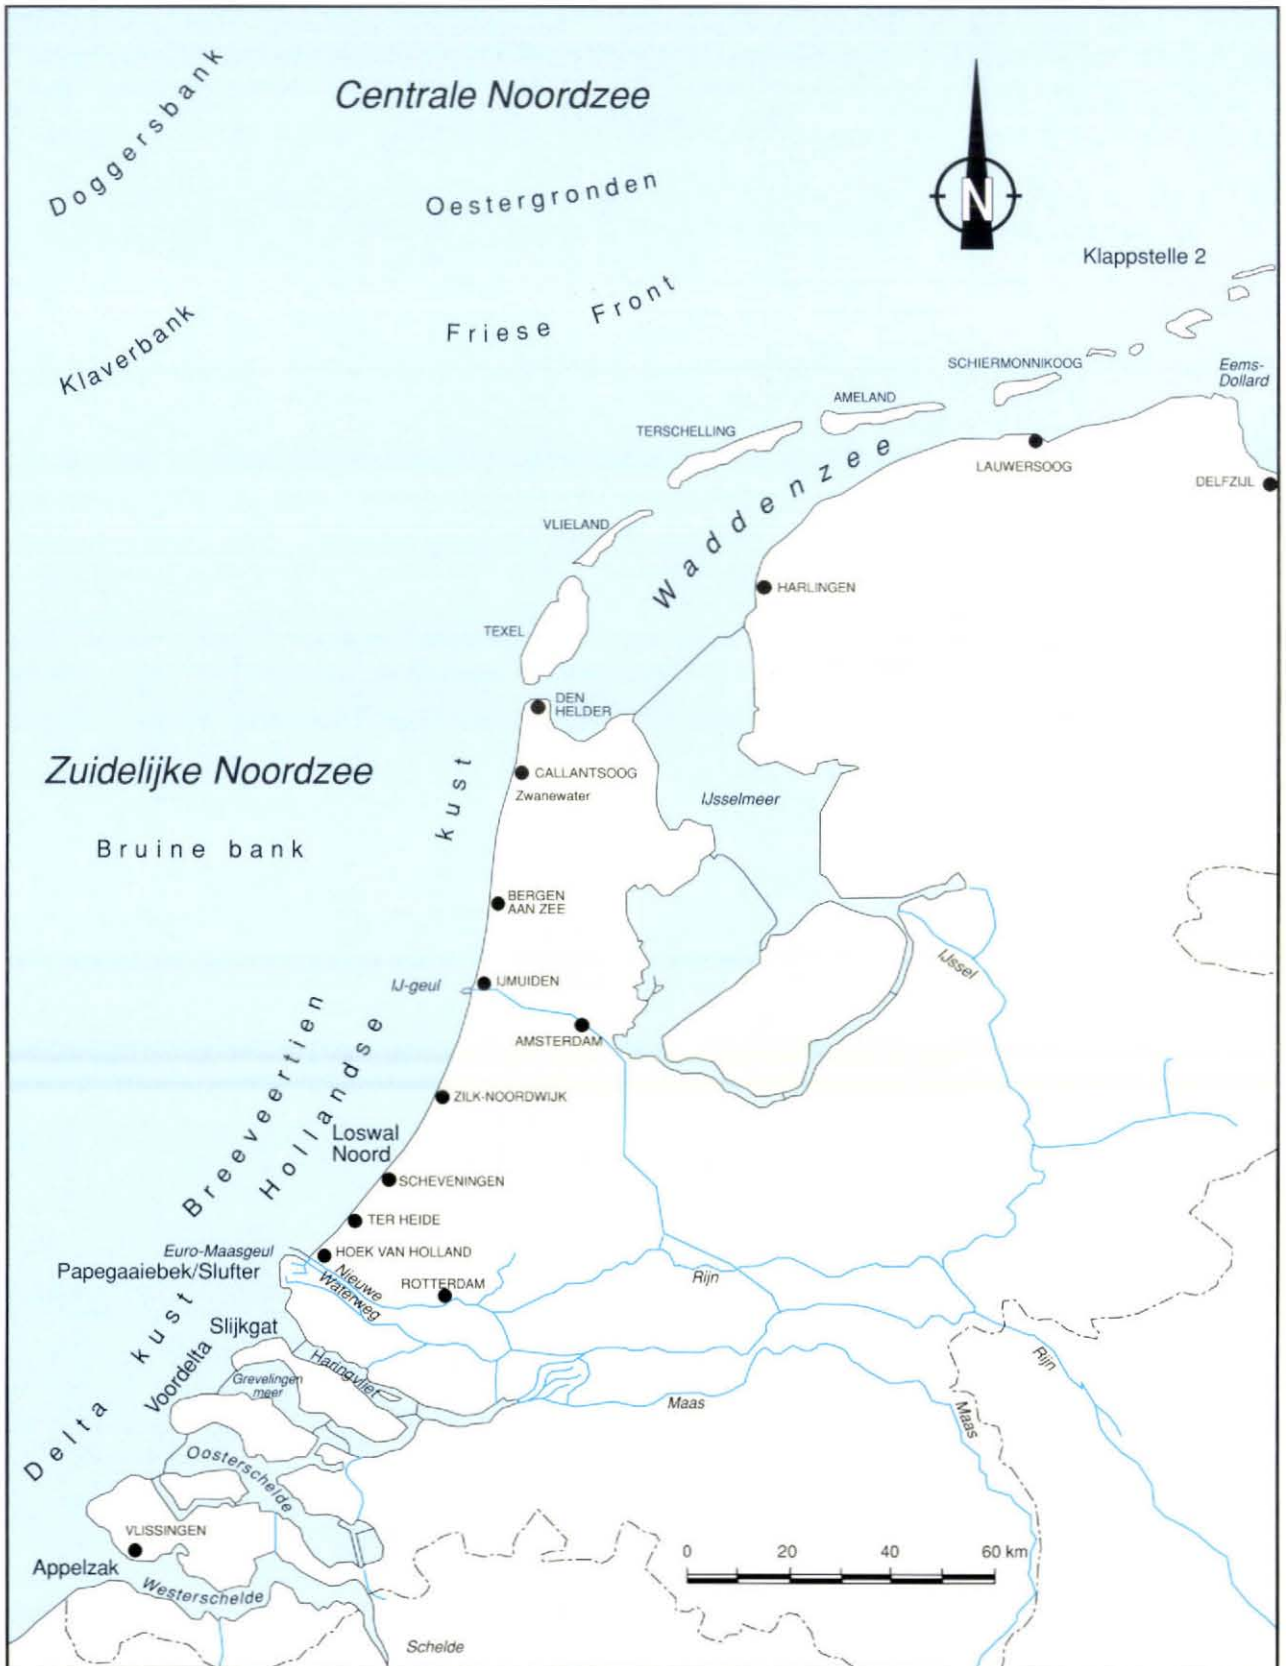 Doggersbank
Centrale Noordzee
Oestergronden
N
Klappstelle 2
Klaverbank
Friese Front
SCHIERMONNIKOOG
Eems-
Dollard
AMELAND
TERSCHELLING
LAUWERSOOG
DELFZIJL
VLIELAND
Waddenzee
HARLINGEN
TEXEL
DEN
HELDER
Zuidelijke Noordzee
CALLANTSOOG
Zwanewater
IJsselmeer
Bruine bank
BERGEN
AAN ZEE
IJssel
IJ-geul
IJMUIDEN
AMSTERDAM
Breeveertien
Hollandse kust
ZILK-NOORDWIJK
Loswal
Noord
SCHEVENINGEN
TER HEIDE
Euro-Maasgeul
HOEK VAN HOLLAND
Papegaaiebek/Slufter
Nieuwe
Waterweg
ROTTERDAM
Rijn
Slijkgat
Haringvliet
Rijn
Delta kust
Voordelta
Grevelingen
meer
Maas
Maas
Oosterschelde
VLISSINGEN
Appelzak
Westerschelde
0 20 40 60 km
Schelde